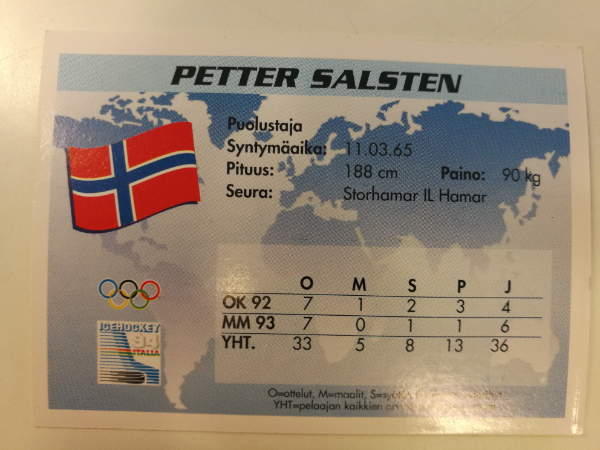 PETTER SALSTEN
Puolustaja
Syntymäaika: 11.03.65
Pituus: 188 cm Paino: 90 kg
Seura: Storhamar IL Hamar
O M S P J
OK 92 7 1 2 3 4
MM 93 7 0 1 1 6
YHT. 33 5 8 13 36
ICEHOCKEY
94
ITALIA
O=ottelut, M=maalit,
YHT=pelaajan kaikkien